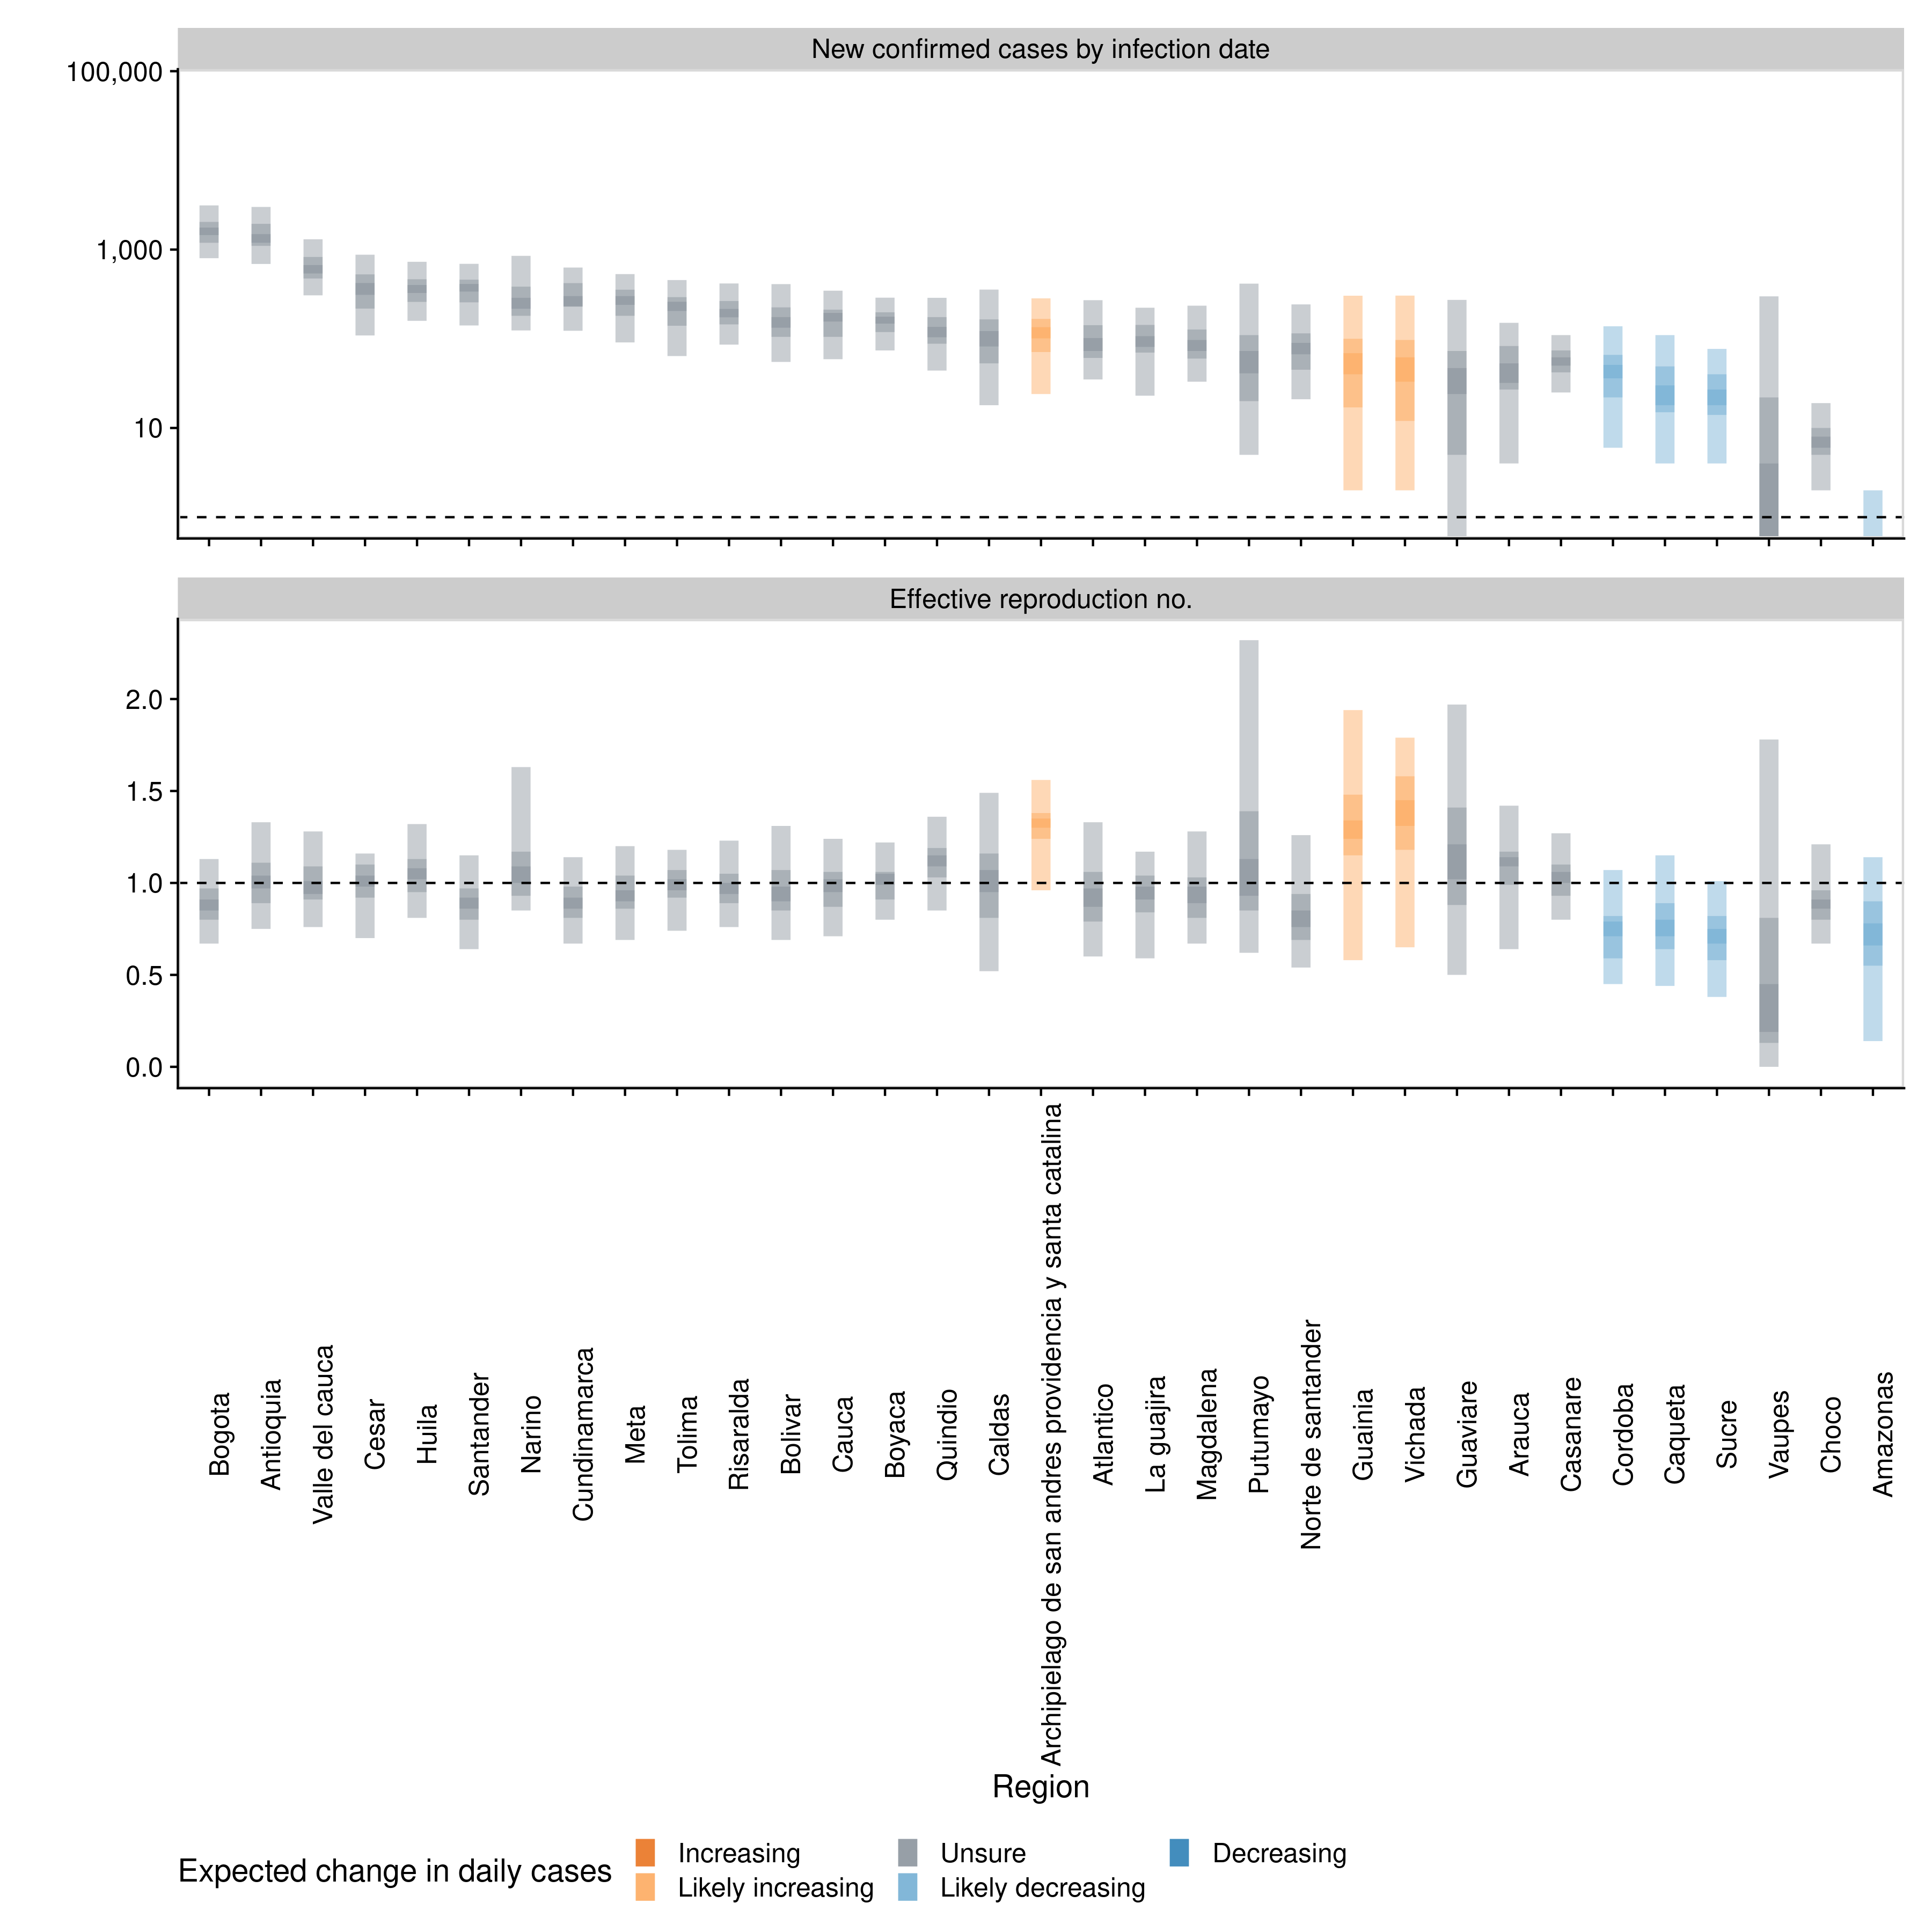 New confirmed cases by infection date
100,000
1,000
10
Effective reproduction no.
2.0
1.5
1.0
0.5
0.0
Bogota
Antioquia
Valle del cauca
Cesar
Huila
Santander
Narino
Cundinamarca
Meta
Tolima
Risaralda
Bolivar
Cauca
Boyaca
Quindio
Caldas
Archipielago de san andres providencia y santa catalina
Atlantico
La guajira
Magdalena
Putumayo
Norte de santander
Guainia
Vichada
Guaviare
Arauca
Casanare
Cordoba
Caqueta
Sucre
Vaupes
Choco
Amazonas
Region
Expected change in daily cases
Increasing
Likely increasing
Unsure
Likely decreasing
Decreasing